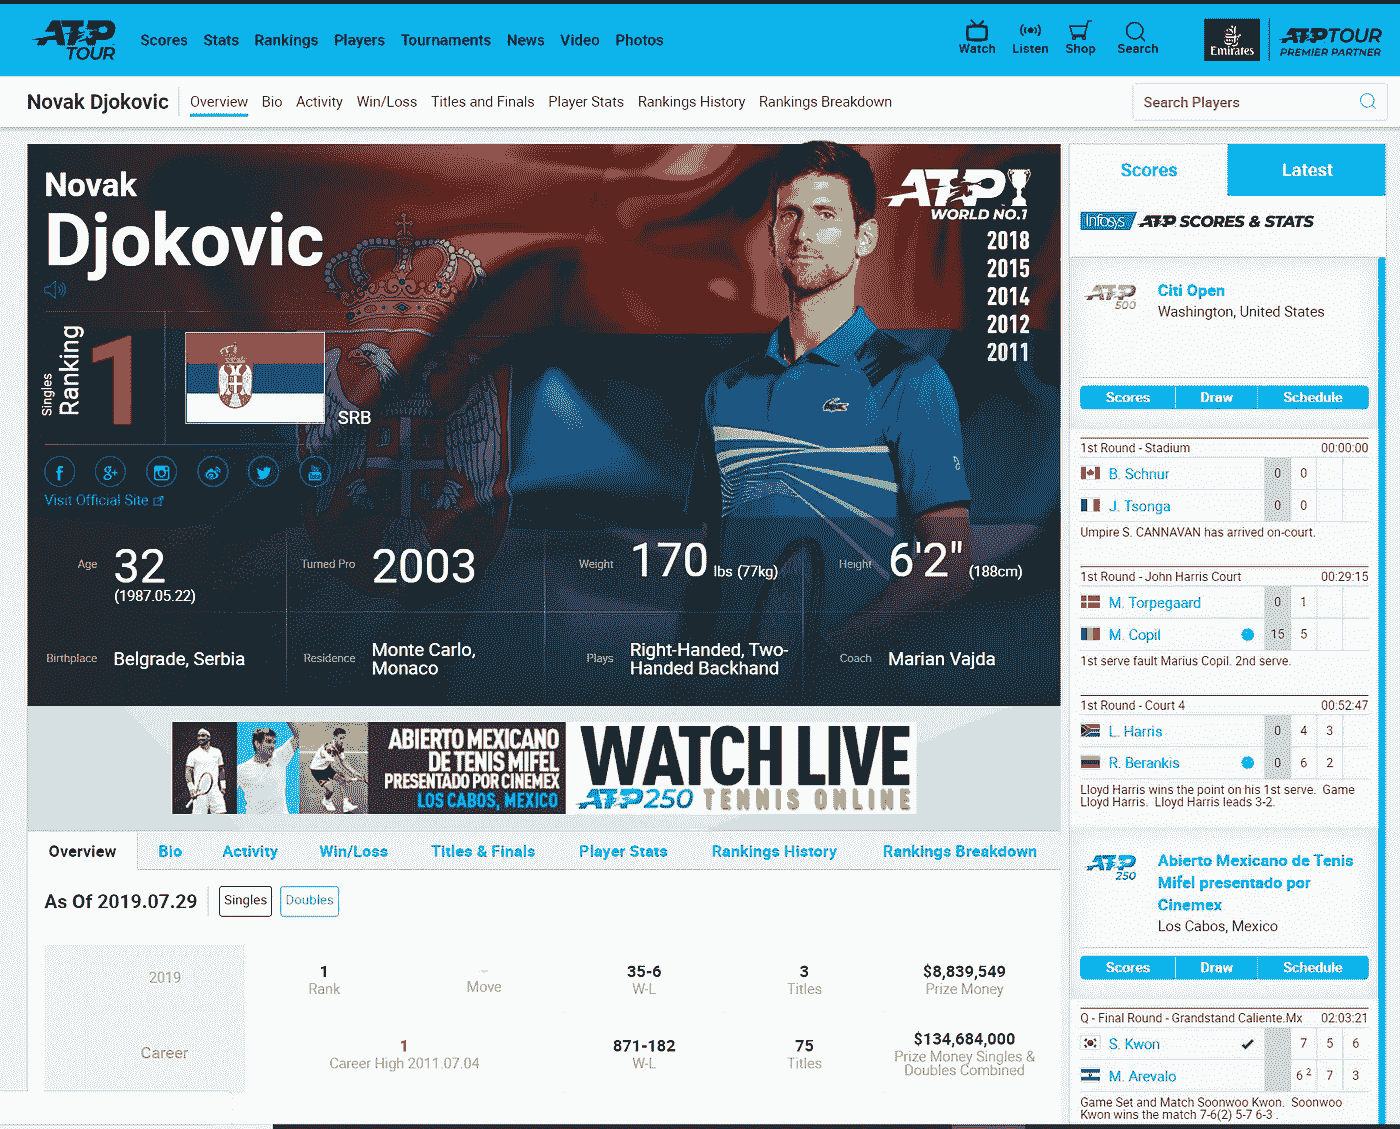 ATP TOUR
Scores Stats Rankings Players Tournaments News Video Photos
Watch Listen Shop Search
Emirates
ATP TOUR
PREMIER PARTNER
Novak Djokovic
Overview Bio Activity Win/Loss Titles and Finals Player Stats Rankings History Rankings Breakdown
Search Players
Novak
Djokovic
Singles
Ranking
1
SRB
ATP
WORLD NO.1
2018
2015
2014
2012
2011
f g+ You
Visit Official Site
Age 32
(1987.05.22)
Turned Pro 2003
Weight 170 lbs (77kg)
Height 6'2" (188cm)
Birthplace Belgrade, Serbia
Residence Monte Carlo,
Monaco
Plays Right-Handed, Two-
Handed Backhand
Coach Marian Vajda
ABIERTO MEXICANO
DE TENIS MIFEL
PRESENTADO POR CINEMEX
LOS CABOS, MEXICO
WATCH LIVE
ATP 250 TENNIS ONLINE
Overview Bio Activity Win/Loss Titles & Finals Player Stats Rankings History Rankings Breakdown
As Of 2019.07.29 Singles Doubles
2019
1
Rank
-
Move
35-6
W-L
3
Titles
$8,839,549
Prize Money
Career
1
Career High 2011.07.04
871-182
W-L
75
Titles
$134,684,000
Prize Money Singles &
Doubles Combined
Scores Latest
Infosys ATP SCORES & STATS
ATP 500
Citi Open
Washington, United States
Scores Draw Schedule
1st Round - Stadium 00:00:00
B. Schnur 0 0
J. Tsonga 0 0
Umpire S. CANNAVAN has arrived on-court.
1st Round - John Harris Court 00:29:15
M. Torpegaard 0 1
M. Copil 15 5
1st serve fault Marius Copil. 2nd serve.
1st Round - Court 4 00:52:47
L. Harris 0 4 3
R. Berankis 0 6 2
Lloyd Harris wins the point on his 1st serve. Game
Lloyd Harris. Lloyd Harris leads 3-2.
ATP 250
Abierto Mexicano de Tenis
Mifel presentado por
Cinemex
Los Cabos, Mexico
Scores Draw Schedule
Q - Final Round - Grandstand Caliente.Mx 02:03:21
S. Kwon 7 5 6
M. Arevalo 6 2 7 3
Game Set and Match Soonwoo Kwon. Soonwoo
Kwon wins the match 7-6(2) 5-7 6-3 .